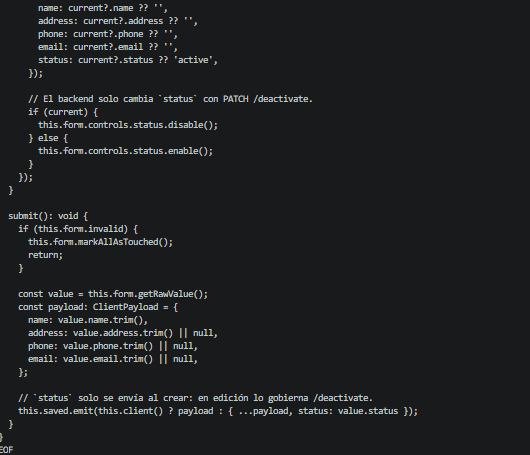 name: current?.name ?? '',
address: current?.address ?? '',
phone: current?.phone ?? '',
email: current?.email ?? '',
status: current?.status ?? 'active',
});
// El backend solo cambia `status` con PATCH /deactivate.
if (current) {
this.form.controls.status.disable();
} else {
this.form.controls.status.enable();
}
});
}
submit(): void {
if (this.form.invalid) {
this.form.markAllAsTouched();
return;
}
const value = this.form.getRawValue();
const payload: ClientPayload = {
name: value.name.trim(),
address: value.address.trim() || null,
phone: value.phone.trim() || null,
email: value.email.trim() || null,
};
// `status` solo se envía al crear: en edición lo gobierna /deactivate.
this.saved.emit(this.client() ? payload : { ...payload, status: value.status });
}
}
EOF